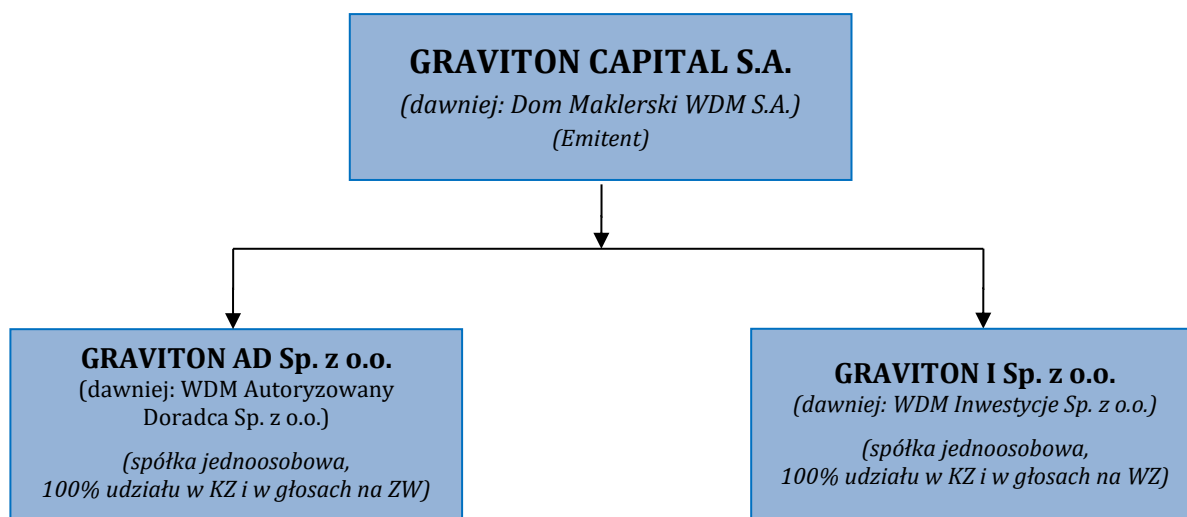 GRAVITON CAPITAL S.A.
(dawniej: Dom Maklerski WDM S.A.)
(Emitent)
GRAVITON AD Sp. z o.o.
(dawniej: WDM Autoryzowany
Doradca Sp. z o.o.)
(spółka jednoosobowa,
100% udziału w KZ i w głosach na ZW)
GRAVITON I Sp. z o.o.
(dawniej: WDM Inwestycje Sp. z o.o.)
(spółka jednoosobowa,
100% udziału w KZ i w głosach na WZ)